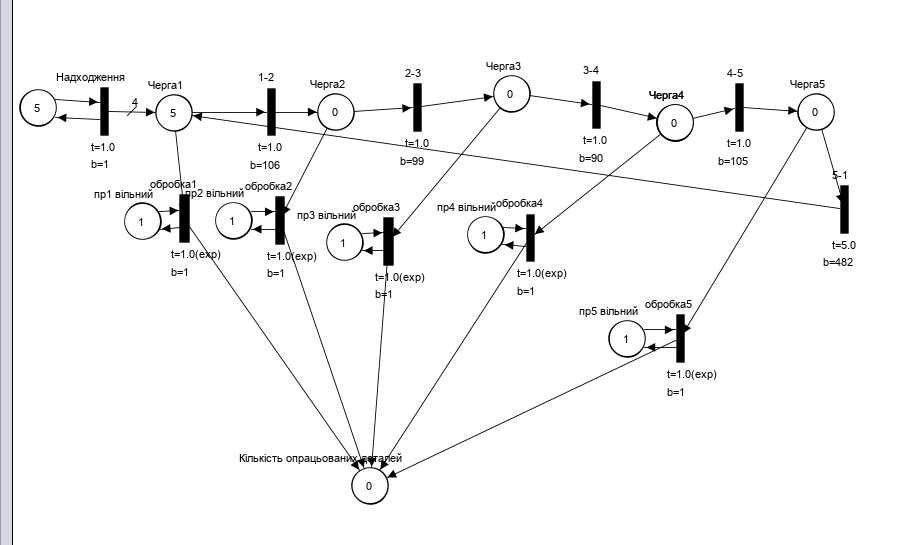 Надходження
5
4
t=1.0
b=1
Черга1
5
1-2
t=1.0
b=106
Черга2
0
2-3
t=1.0
b=99
Черга3
0
3-4
t=1.0
b=90
Черга4
0
4-5
t=1.0
b=105
Черга5
0
5-1
t=5.0
b=482
пр1 вільний
1
обробка1
t=1.0(exp)
b=1
пр2 вільний
1
обробка2
t=1.0(exp)
b=1
пр3 вільний
1
обробка3
t=1.0(exp)
b=1
пр4 вільний
1
обробка4
t=1.0(exp)
b=1
пр5 вільний
1
обробка5
t=1.0(exp)
b=1
Кількість опрацьованих деталей
0